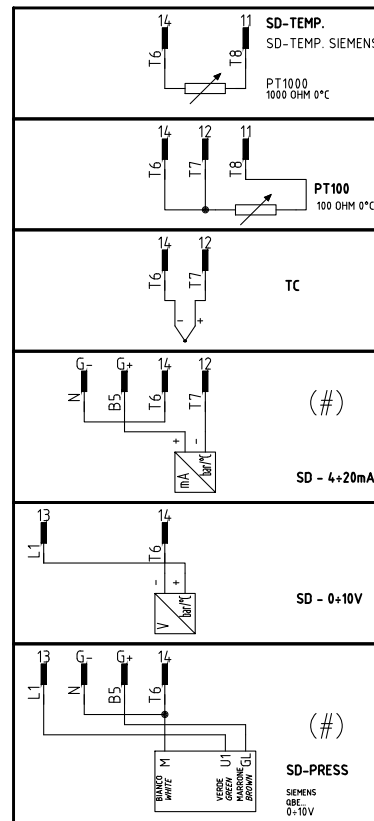 14 11 SD-TEMP.
T6 T8 SD-TEMP. SIEMENS
PT1000
1000 OHM 0°C
14 12 11
T6 T7 T8
PT100
100 OHM 0°C
14 12
T6 T7
TC
- +
G- G+ 14 12
N B5 T6 T7
(#)
+ -
mA bar/°C
SD - 4÷20mA
13 14
L1 T6
- +
V bar/°C
SD - 0÷10V
13 G- G+ 14
L1 N B5 T6
(#)
M U1 GL
BIANCO VERDE MARRONE
WHITE GREEN BROWN
SD-PRESS
SIEMENS
QBE...
0÷10V